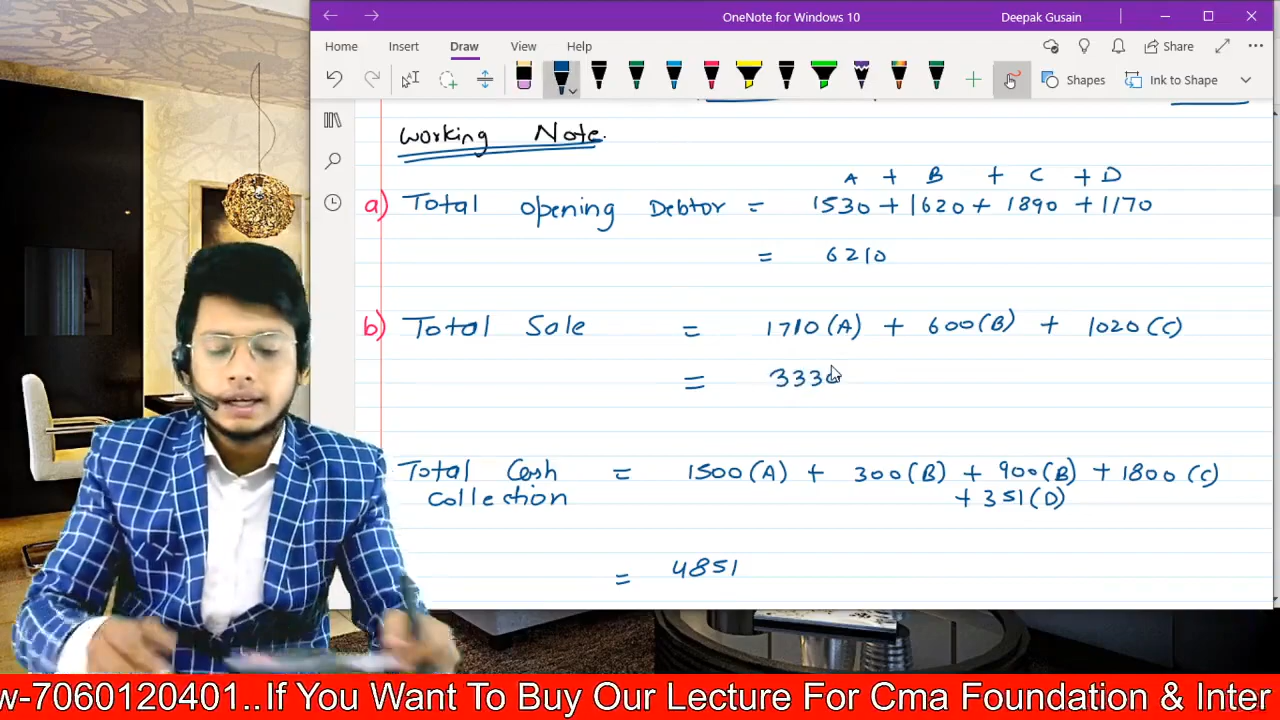 OneNote for Windows 10
Deepak Gusain
Home Insert Draw View Help
Share
Shapes
Ink to Shape
Working Note.
A + B + C + D
a) Total opening Debtor = 1530 + 1620 + 1890 + 1170
= 6210
b) Total Sale = 1710 (A) + 600 (B) + 1020 (C)
= 3330
Total Cash collection = 1500 (A) + 300 (B) + 900 (B) + 1800 (C)
+ 351 (D)
= 4851
w-7060120401..If You Want To Buy Our Lecture For Cma Foundation & Inter